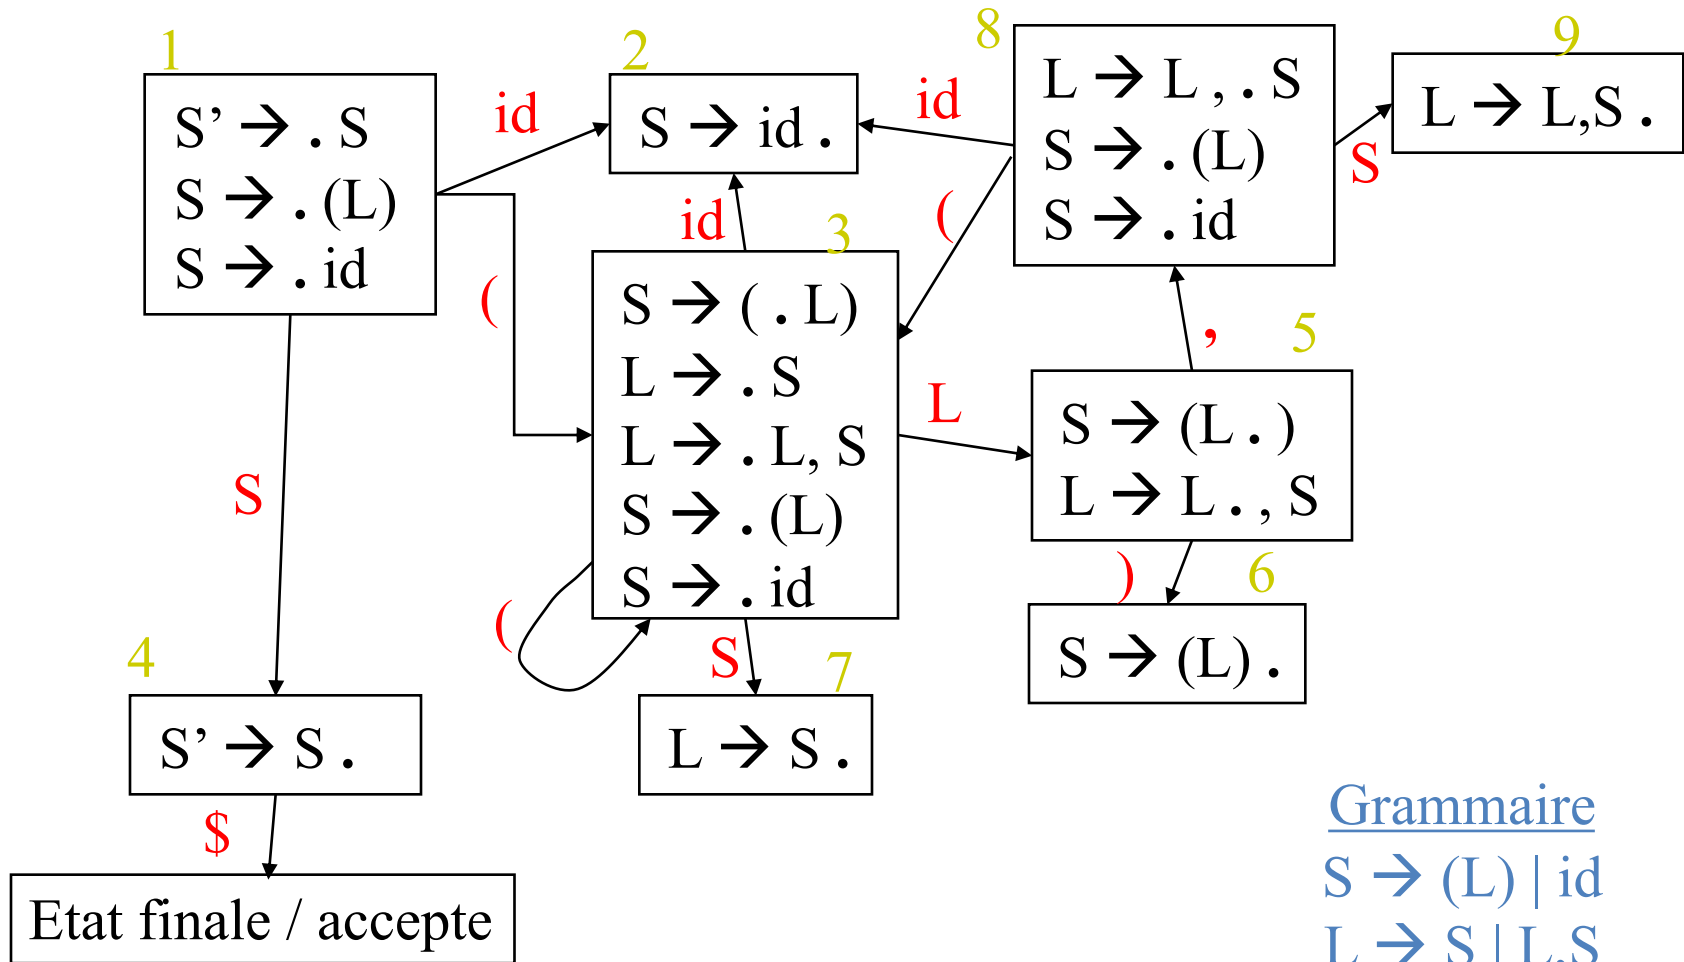 1
S’ → . S
S → . (L)
S → . id
id
2
S → id .
id
8
L → L , . S
S → . (L)
S → . id
9
L → L,S .
S
(
id
(
3
S → ( . L)
L → . S
L → . L, S
S → . (L)
S → . id
L
,
5
S → (L . )
L → L . , S
)
6
S → (L) .
S
(
S
7
4
S’ → S .
L → S .
$
Etat finale / accepte
Grammaire
S → (L) | id
L → S | L,S